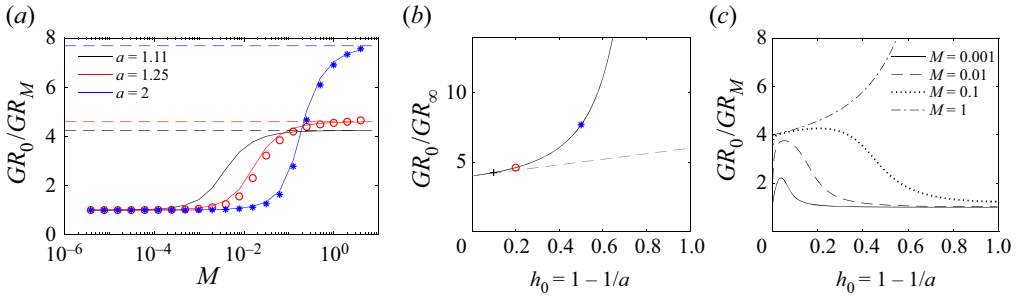 (a)
8
6
4
2
0
GR0/GRM
a = 1.11
a = 1.25
a = 2
10–6
10–4
10–2
100
M
(b)
10
5
0
GR0/GR∞
0.2
0.4
0.6
0.8
1.0
h0 = 1 – 1/a
(c)
8
6
4
2
0
GR0/GRM
M = 0.001
M = 0.01
M = 0.1
M = 1
0.2
0.4
0.6
0.8
1.0
h0 = 1 – 1/a